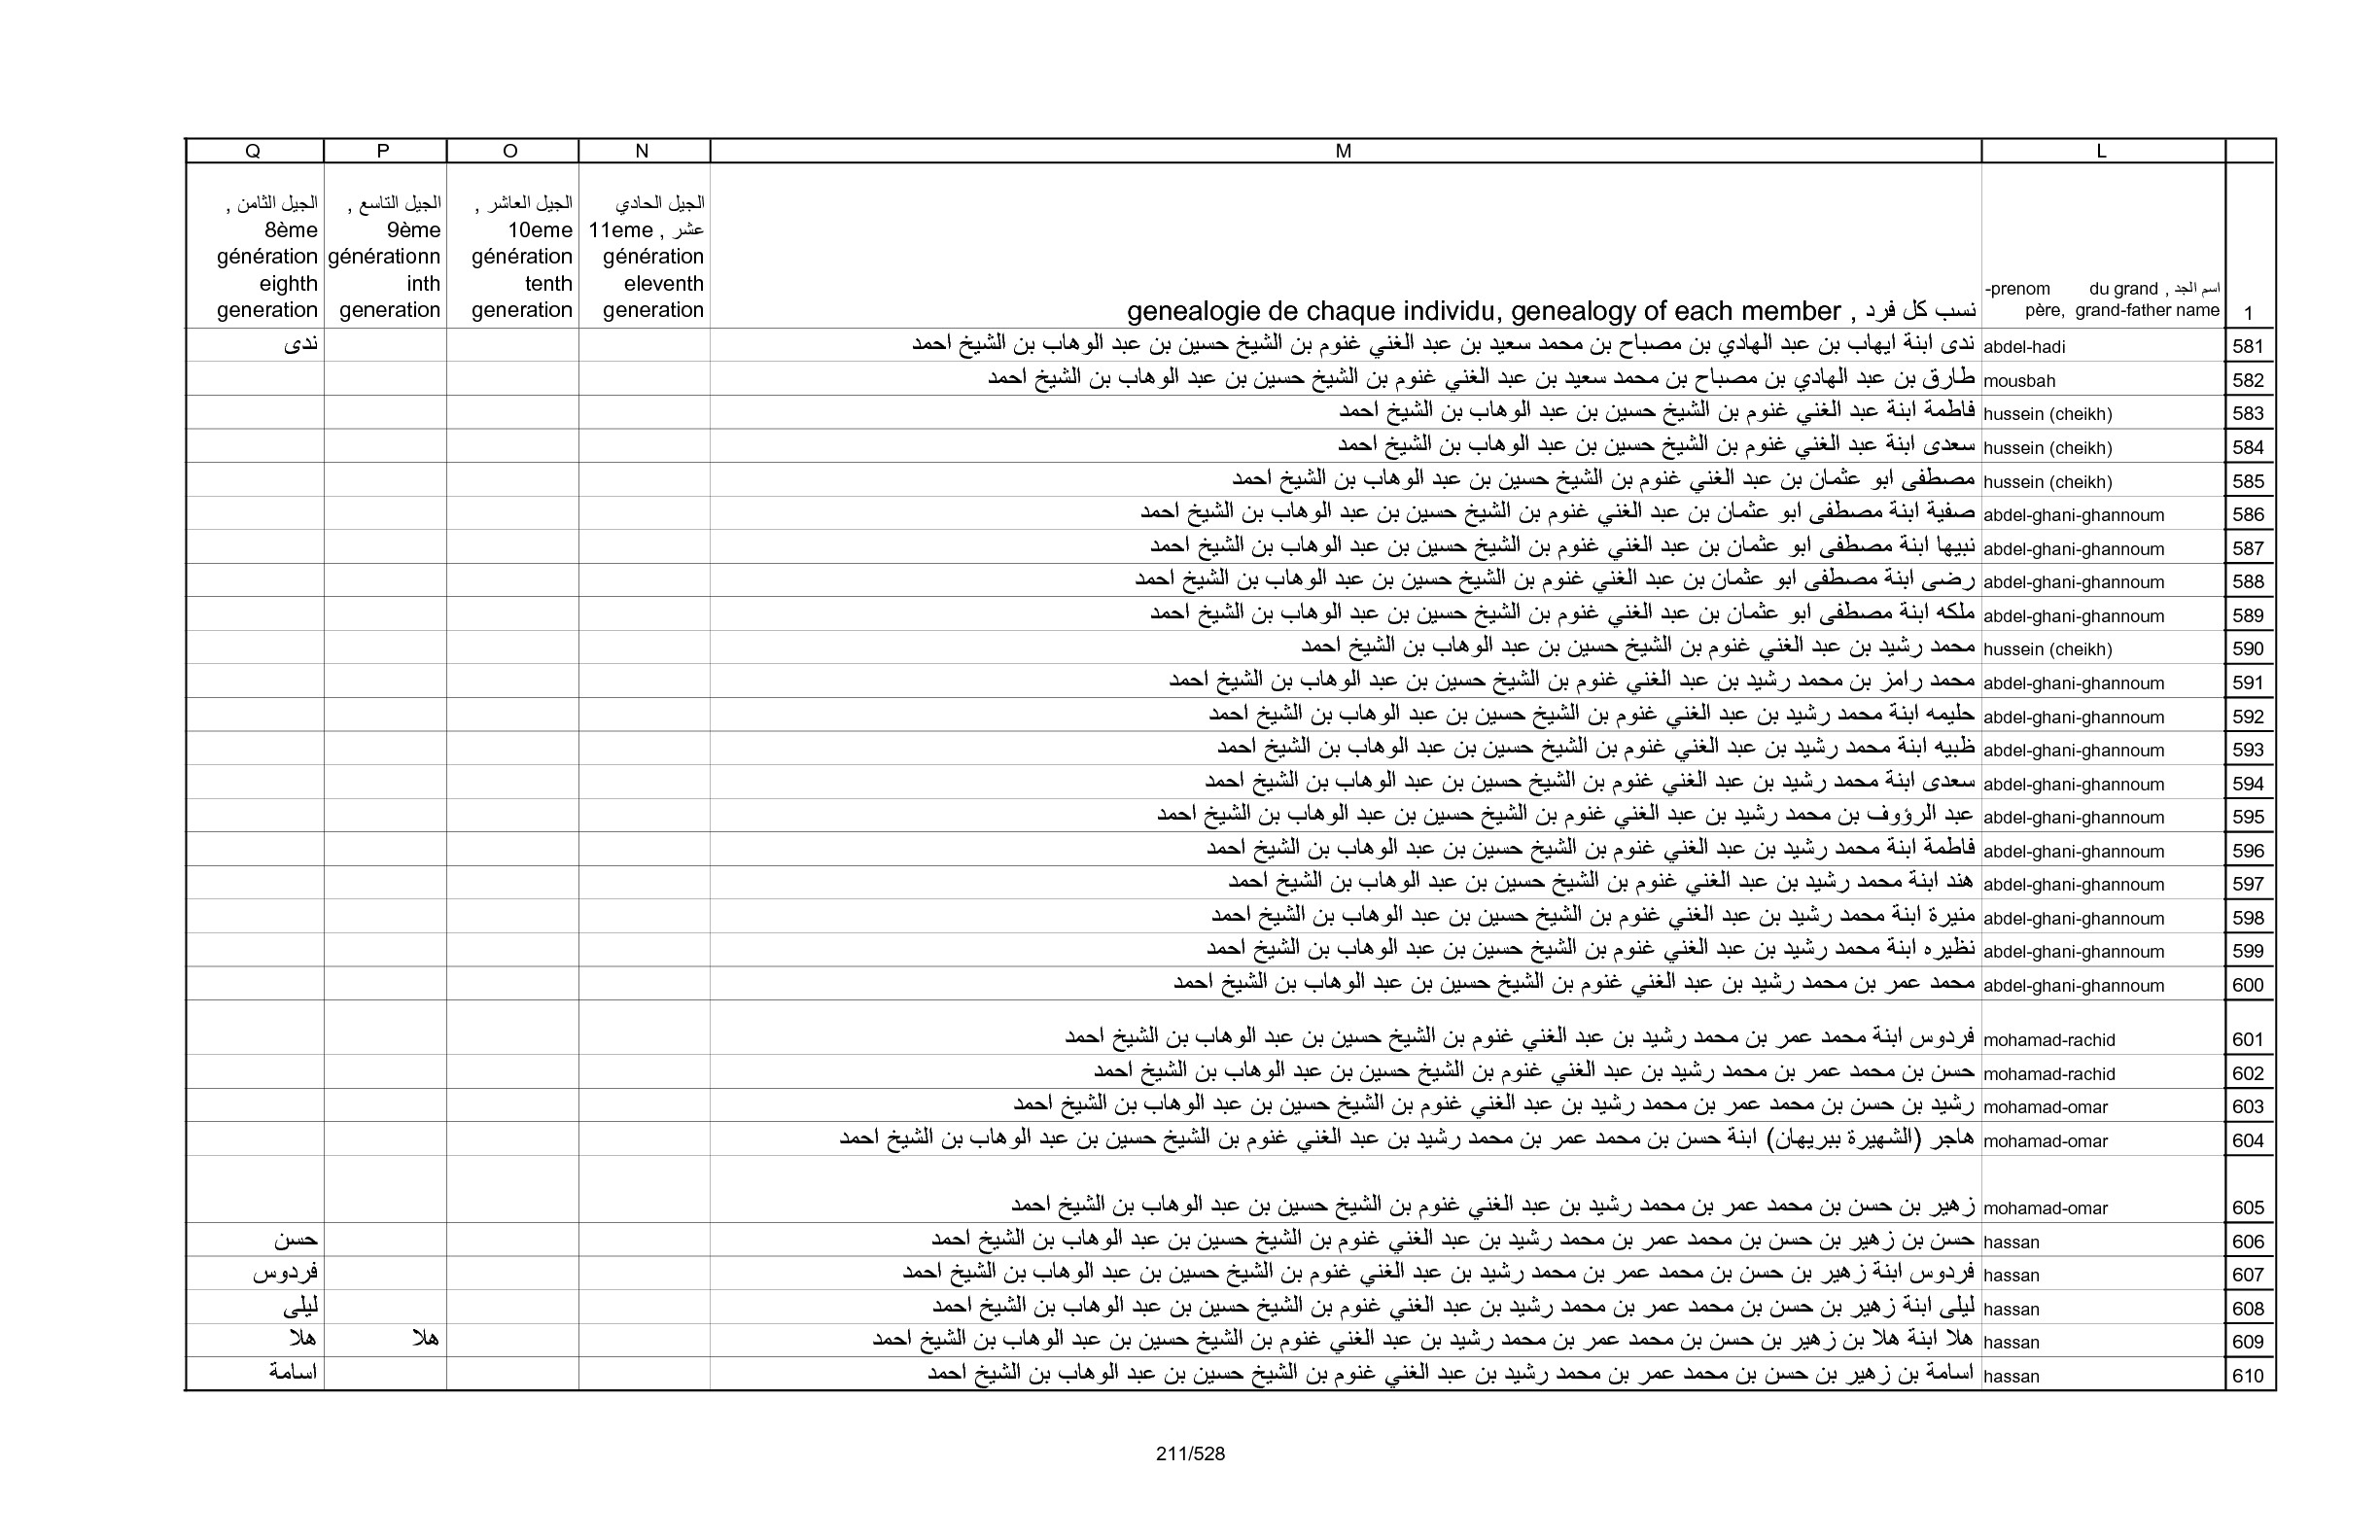 L M N O P Q
1 اسم الجد , prenom- du grand père, grand-father name نسب كل فرد , genealogie de chaque individu, genealogy of each member الجيل الحادي عشر , 11eme génération eleventh generation الجيل العاشر , 10eme génération tenth generation الجيل التاسع , 9ème générationn inth generation الجيل الثامن , 8ème génération eighth generation
581 abdel-hadi ندى ابنة ايهاب بن عبد الهادي بن مصباح بن محمد سعيد بن عبد الغني غنوم بن الشيخ حسين بن عبد الوهاب بن الشيخ احمد ندى
582 mousbah طارق بن عبد الهادي بن مصباح بن محمد سعيد بن عبد الغني غنوم بن الشيخ حسين بن عبد الوهاب بن الشيخ احمد
583 hussein (cheikh) فاطمة ابنة عبد الغني غنوم بن الشيخ حسين بن عبد الوهاب بن الشيخ احمد
584 hussein (cheikh) سعدى ابنة عبد الغني غنوم بن الشيخ حسين بن عبد الوهاب بن الشيخ احمد
585 hussein (cheikh) مصطفى ابو عثمان بن عبد الغني غنوم بن الشيخ حسين بن عبد الوهاب بن الشيخ احمد
586 abdel-ghani-ghannoum صفية ابنة مصطفى ابو عثمان بن عبد الغني غنوم بن الشيخ حسين بن عبد الوهاب بن الشيخ احمد
587 abdel-ghani-ghannoum نبيها ابنة مصطفى ابو عثمان بن عبد الغني غنوم بن الشيخ حسين بن عبد الوهاب بن الشيخ احمد
588 abdel-ghani-ghannoum رضى ابنة مصطفى ابو عثمان بن عبد الغني غنوم بن الشيخ حسين بن عبد الوهاب بن الشيخ احمد
589 abdel-ghani-ghannoum ملكه ابنة مصطفى ابو عثمان بن عبد الغني غنوم بن الشيخ حسين بن عبد الوهاب بن الشيخ احمد
590 hussein (cheikh) محمد رشيد بن عبد الغني غنوم بن الشيخ حسين بن عبد الوهاب بن الشيخ احمد
591 abdel-ghani-ghannoum محمد رامز بن محمد رشيد بن عبد الغني غنوم بن الشيخ حسين بن عبد الوهاب بن الشيخ احمد
592 abdel-ghani-ghannoum حليمه ابنة محمد رشيد بن عبد الغني غنوم بن الشيخ حسين بن عبد الوهاب بن الشيخ احمد
593 abdel-ghani-ghannoum ظبيه ابنة محمد رشيد بن عبد الغني غنوم بن الشيخ حسين بن عبد الوهاب بن الشيخ احمد
594 abdel-ghani-ghannoum سعدى ابنة محمد رشيد بن عبد الغني غنوم بن الشيخ حسين بن عبد الوهاب بن الشيخ احمد
595 abdel-ghani-ghannoum عبد الرؤوف بن محمد رشيد بن عبد الغني غنوم بن الشيخ حسين بن عبد الوهاب بن الشيخ احمد
596 abdel-ghani-ghannoum فاطمة ابنة محمد رشيد بن عبد الغني غنوم بن الشيخ حسين بن عبد الوهاب بن الشيخ احمد
597 abdel-ghani-ghannoum هند ابنة محمد رشيد بن عبد الغني غنوم بن الشيخ حسين بن عبد الوهاب بن الشيخ احمد
598 abdel-ghani-ghannoum منيرة ابنة محمد رشيد بن عبد الغني غنوم بن الشيخ حسين بن عبد الوهاب بن الشيخ احمد
599 abdel-ghani-ghannoum نظيره ابنة محمد رشيد بن عبد الغني غنوم بن الشيخ حسين بن عبد الوهاب بن الشيخ احمد
600 abdel-ghani-ghannoum محمد عمر بن محمد رشيد بن عبد الغني غنوم بن الشيخ حسين بن عبد الوهاب بن الشيخ احمد
601 mohamad-rachid فردوس ابنة محمد عمر بن محمد رشيد بن عبد الغني غنوم بن الشيخ حسين بن عبد الوهاب بن الشيخ احمد
602 mohamad-rachid حسن بن محمد عمر بن محمد رشيد بن عبد الغني غنوم بن الشيخ حسين بن عبد الوهاب بن الشيخ احمد
603 mohamad-omar رشيد بن حسن بن محمد عمر بن محمد رشيد بن عبد الغني غنوم بن الشيخ حسين بن عبد الوهاب بن الشيخ احمد
604 mohamad-omar هاجر (الشهيرة ببريهان) ابنة حسن بن محمد عمر بن محمد رشيد بن عبد الغني غنوم بن الشيخ حسين بن عبد الوهاب بن الشيخ احمد
605 mohamad-omar زهير بن حسن بن محمد عمر بن محمد رشيد بن عبد الغني غنوم بن الشيخ حسين بن عبد الوهاب بن الشيخ احمد
606 hassan حسن بن زهير بن حسن بن محمد عمر بن محمد رشيد بن عبد الغني غنوم بن الشيخ حسين بن عبد الوهاب بن الشيخ احمد حسن
607 hassan فردوس ابنة زهير بن حسن بن محمد عمر بن محمد رشيد بن عبد الغني غنوم بن الشيخ حسين بن عبد الوهاب بن الشيخ احمد فردوس
608 hassan ليلى ابنة زهير بن حسن بن محمد عمر بن محمد رشيد بن عبد الغني غنوم بن الشيخ حسين بن عبد الوهاب بن الشيخ احمد ليلى
609 hassan هلا ابنة هلا بن زهير بن حسن بن محمد عمر بن محمد رشيد بن عبد الغني غنوم بن الشيخ حسين بن عبد الوهاب بن الشيخ احمد هلا هلا
610 hassan اسامة بن زهير بن حسن بن محمد عمر بن محمد رشيد بن عبد الغني غنوم بن الشيخ حسين بن عبد الوهاب بن الشيخ احمد اسامة
211/528